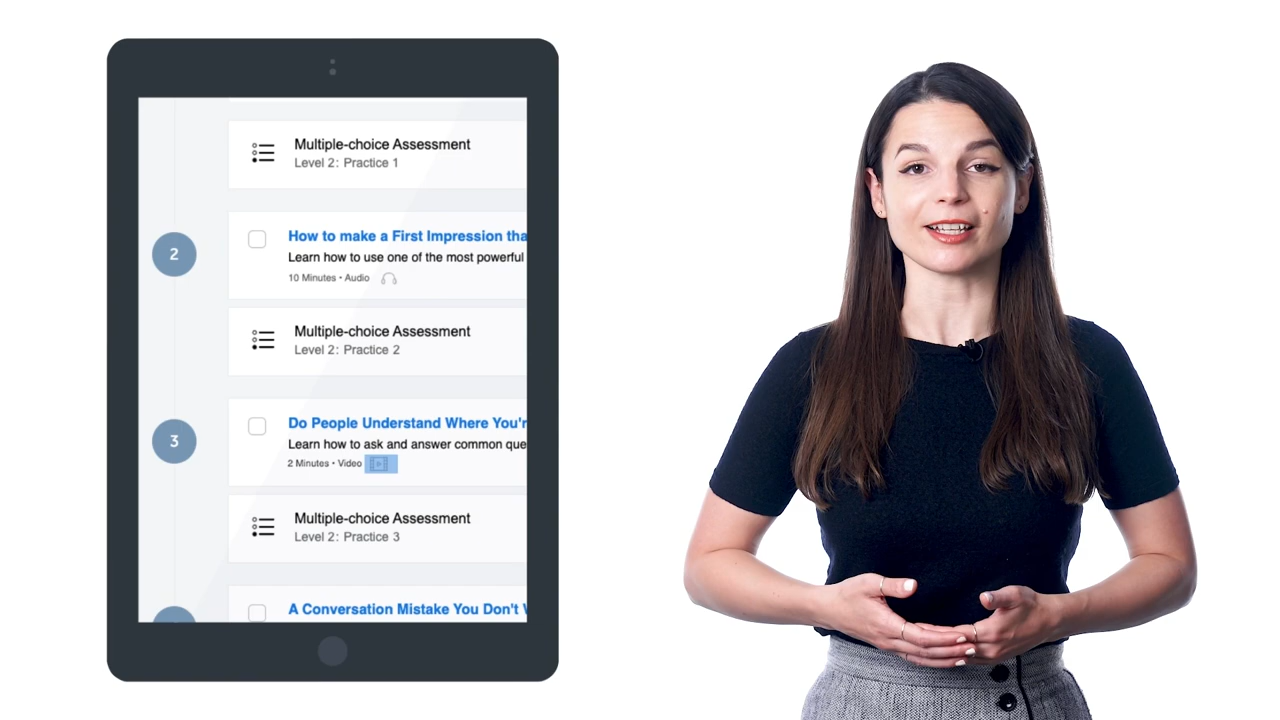 Multiple-choice Assessment
Level 2: Practice 1
2
How to make a First Impression tha
Learn how to use one of the most powerful
10 Minutes • Audio
Multiple-choice Assessment
Level 2: Practice 2
3
Do People Understand Where You'r
Learn how to ask and answer common que
2 Minutes • Video
Multiple-choice Assessment
Level 2: Practice 3
A Conversation Mistake You Don't